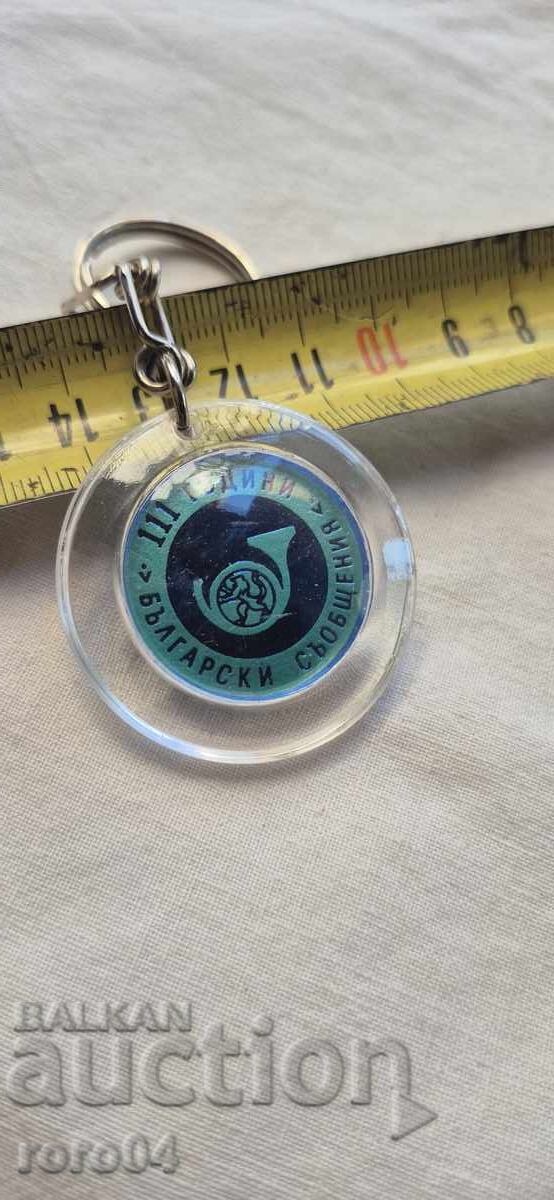 14 13 12 11 10 9 8
111 ГОДИНИ
БЪЛГАРСКИ СЪОБЩЕНИЯ
BALKAN
auction
roro04